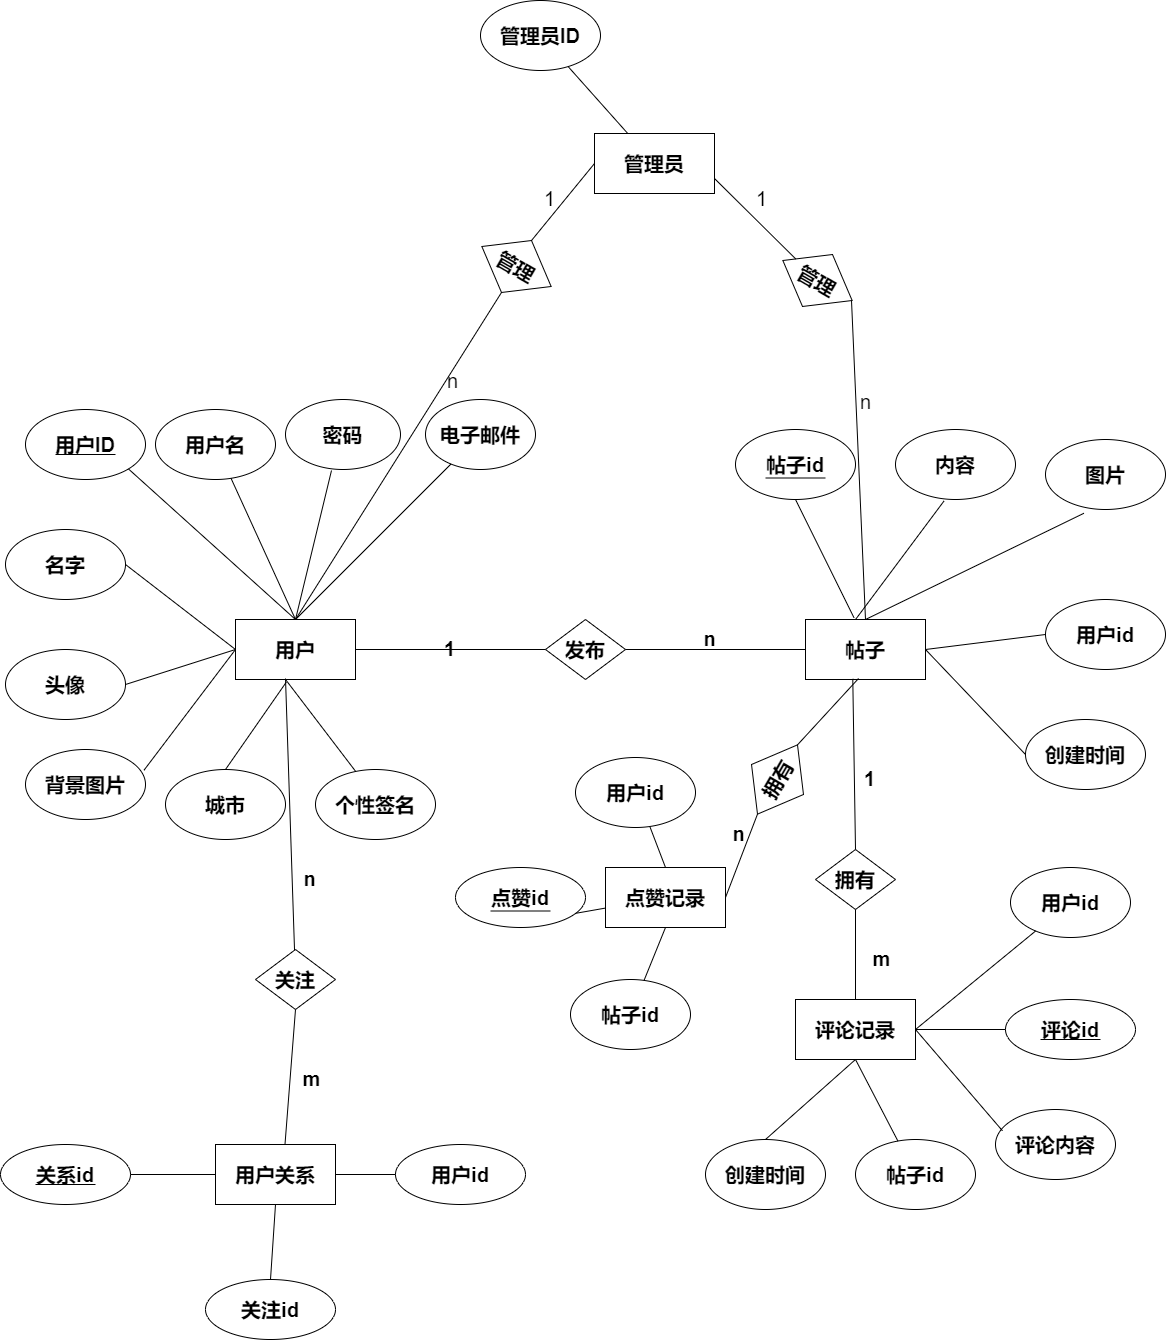 管理员ID
管理员
1
1
管理
管理
n
n
用户ID
用户名
密码
电子邮件
帖子id
内容
图片
名字
用户
1
发布
n
帖子
用户id
头像
背景图片
城市
个性签名
创建时间
拥有
1
用户id
n
n
拥有
点赞id
点赞记录
用户id
m
关注
帖子id
评论记录
评论id
m
评论内容
关系id
用户关系
用户id
创建时间
帖子id
关注id